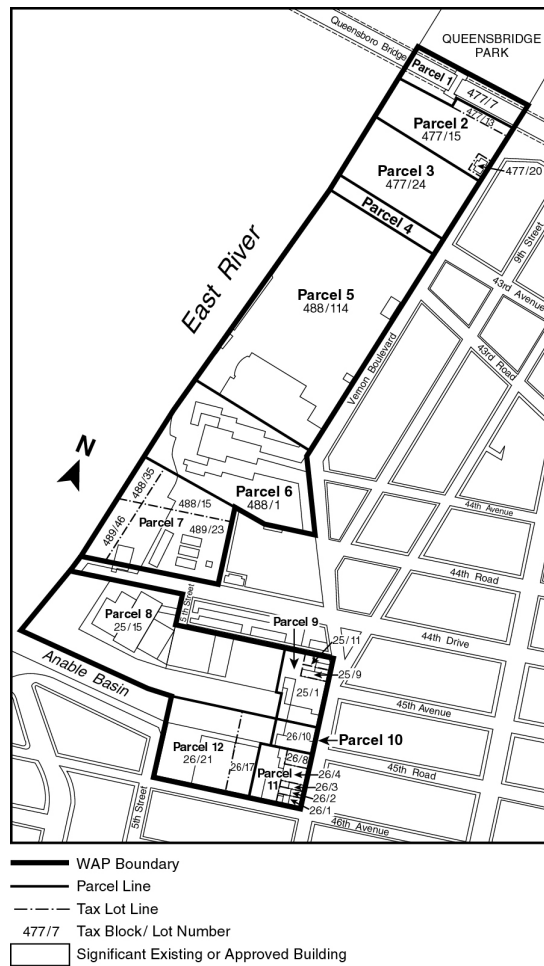 QUEENSBRIDGE
PARK
Queensboro Bridge
Parcel 1
477/7
477/13
Parcel 2
477/15
477/20
Parcel 3
477/24
Parcel 4
9th Street
43rd Avenue
East River
Parcel 5
488/114
43rd Road
Vernon Boulevard
N
488/35
488/15
Parcel 6
488/1
44th Avenue
489/46
Parcel 7
489/23
44th Road
5th Street
Parcel 8
25/15
Parcel 9
25/11
44th Drive
25/9
Anable Basin
25/1
45th Avenue
26/10
Parcel 10
Parcel 12
26/21
26/8
26/17
Parcel
11
26/4
26/3
26/2
26/1
45th Road
5th Street
46th Avenue
WAP Boundary
Parcel Line
Tax Lot Line
477/7 Tax Block/ Lot Number
Significant Existing or Approved Building